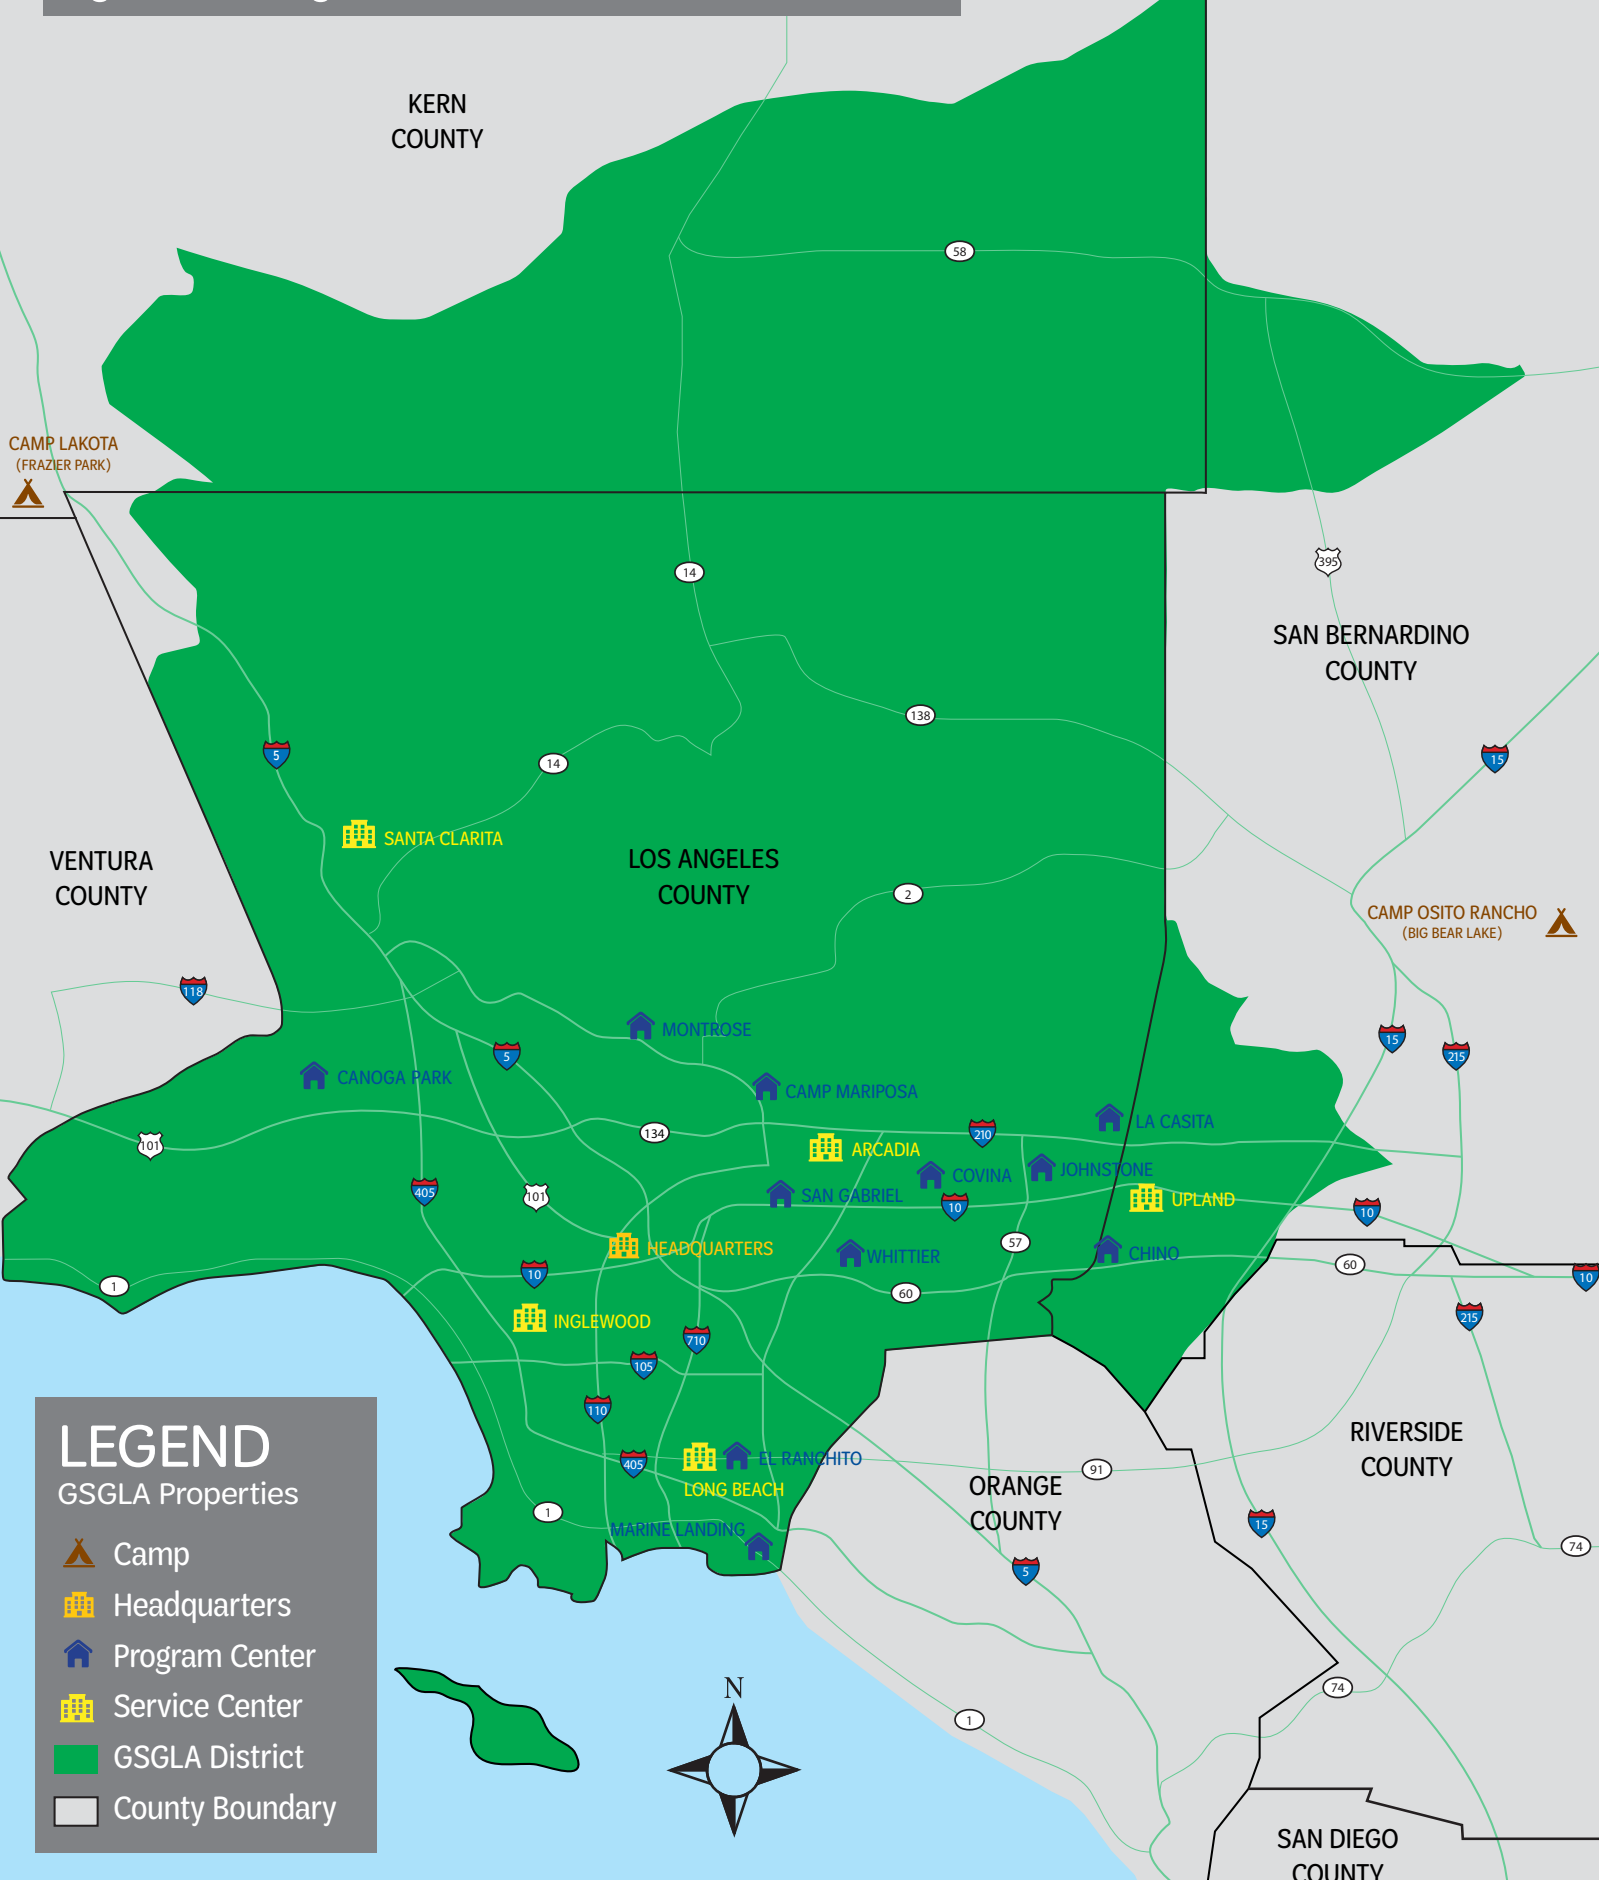 KERN
COUNTY
58
CAMP LAKOTA
(FRAZIER PARK)
14
395
SAN BERNARDINO
COUNTY
138
5
14
15
SANTA CLARITA
VENTURA
COUNTY
LOS ANGELES
COUNTY
2
CAMP OSITO RANCHO
(BIG BEAR LAKE)
118
MONTROSE
15
215
5
CANOGA PARK
CAMP MARIPOSA
LA CASITA
101
134
210
ARCADIA
COVINA
JOHNSTONE
405
101
SAN GABRIEL
10
UPLAND
10
HEADQUARTERS
WHITTIER
57
CHINO
1
10
60
60
10
INGLEWOOD
710
215
105
110
LEGEND
GSGLA Properties
405
EL RANCHITO
LONG BEACH
91
ORANGE
COUNTY
RIVERSIDE
COUNTY
1
MARINE LANDING
15
74
5
Camp
Headquarters
Program Center
Service Center
GSGLA District
County Boundary
N
74
1
SAN DIEGO
COUNTY